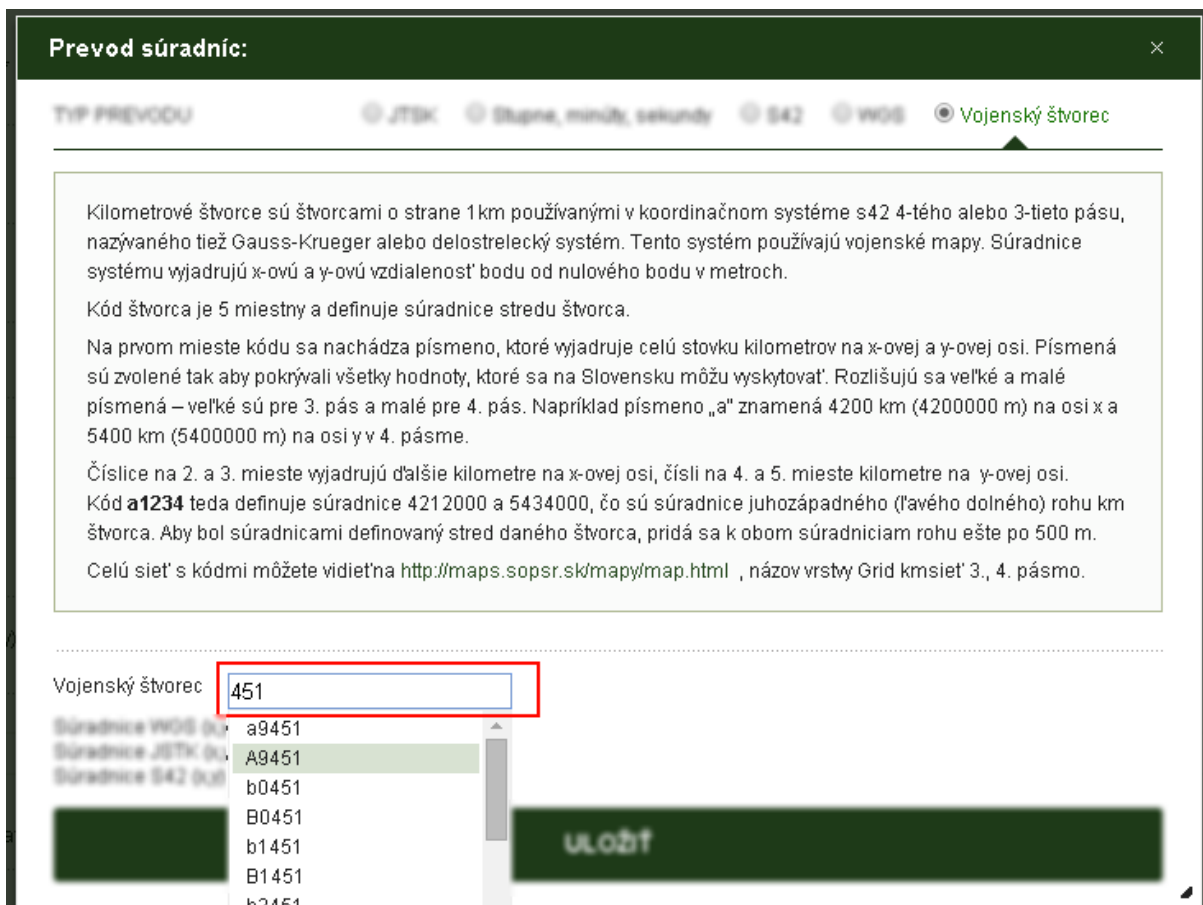 Prevod súradníc:
×
TYP PREVODU JTSK Stupne, minúty, sekundy S42 WGS Vojenský štvorec
Kilometrové štvorce sú štvorcami o strane 1km používanými v koordinačnom systéme s42 4-tého alebo 3-tieto pásu,
nazývaného tiež Gauss-Krueger alebo delostrelecký systém. Tento systém používajú vojenské mapy. Súradnice
systému vyjadrujú x-ovú a y-ovú vzdialenosť bodu od nulového bodu v metroch.
Kód štvorca je 5 miestny a definuje súradnice stredu štvorca.
Na prvom mieste kódu sa nachádza písmeno, ktoré vyjadruje celú stovku kilometrov na x-ovej a y-ovej osi. Písmená
sú zvolené tak aby pokrývali všetky hodnoty, ktoré sa na Slovensku môžu vyskytovať. Rozlišujú sa veľké a malé
písmená – veľké sú pre 3. pás a malé pre 4. pás. Napríklad písmeno „a" znamená 4200 km (4200000 m) na osi x a
5400 km (5400000 m) na osi y v 4. pásme.
Číslice na 2. a 3. mieste vyjadrujú ďalšie kilometre na x-ovej osi, čísli na 4. a 5. mieste kilometre na y-ovej osi.
Kód a1234 teda definuje súradnice 4212000 a 5434000, čo sú súradnice juhozápadného (ľavého dolného) rohu km
štvorca. Aby bol súradnicami definovaný stred daného štvorca, pridá sa k obom súradniciam rohu ešte po 500 m.
Celú sieť s kódmi môžete vidieť na http://maps.sopsr.sk/mapy/map.html , názov vrstvy Grid kmsieť 3., 4. pásmo.
Vojenský štvorec 451
Súradnice WGS
Súradnice JSTK
Súradnice S42
a9451
A9451
b0451
B0451
b1451
B1451
b2451
ULOŽIŤ